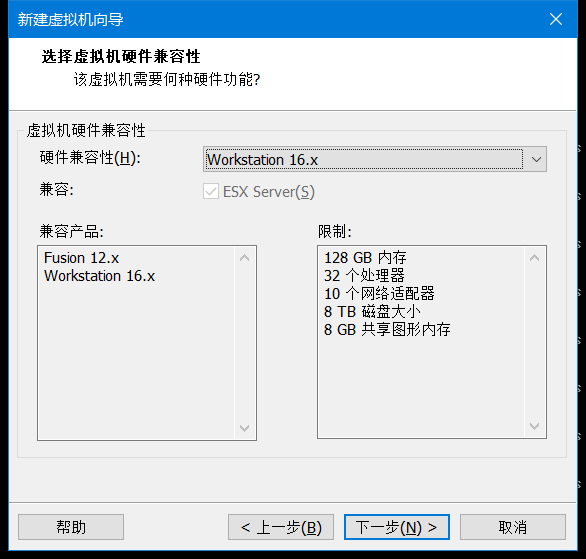 新建虚拟机向导
选择虚拟机硬件兼容性
该虚拟机需要何种硬件功能?
虚拟机硬件兼容性
硬件兼容性(H):
Workstation 16.x
兼容:
ESX Server(S)
兼容产品:
Fusion 12.x
Workstation 16.x
限制:
128 GB 内存
32 个处理器
10 个网络适配器
8 TB 磁盘大小
8 GB 共享图形内存
帮助
< 上一步(B)
下一步(N) >
取消